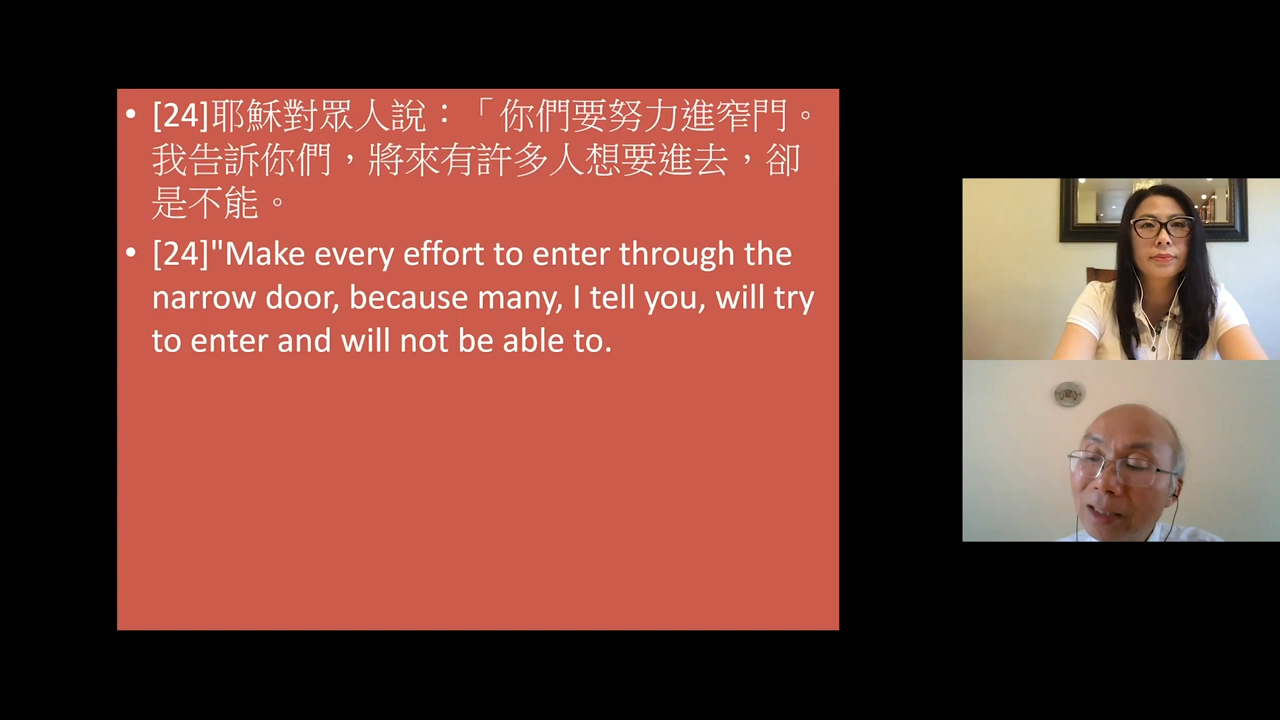 • [24]耶穌對眾人說：「你們要努力進窄門。
我告訴你們，將來有許多人想要進去，卻
是不能。
• [24]"Make every effort to enter through the
narrow door, because many, I tell you, will try
to enter and will not be able to.